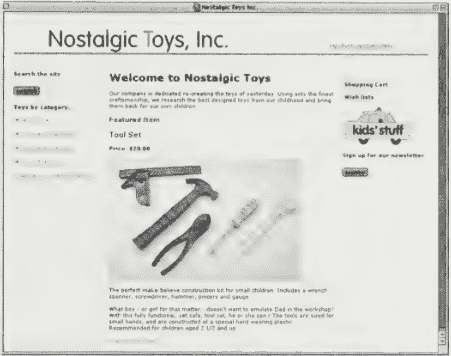 Nostalgic Toys Inc.
Nostalgic Toys, Inc.
Search the site
Toys by category.
Welcome to Nostalgic Toys
Our company is dedicated re-creating the toys of yesterday. Using only the finest
craftsmanship, we research the best designed toys from our childhood and bring
them back for our own children
Featured Item
Tool Set
Price $20.00
The perfect make believe construction kit for small children. Includes a wrench
spanner, screwdriver, hammer, pincers and gauge
What boy - or girl for that matter - doesn't want to simulate Dad in the workshop?
With this fully functional, yet safe, tool set, he or she can! The tools are sized for
small hands, and are constructed of a special hard wearing plastic
Recommended for children aged 2 1/2 and up
Shopping Cart
Wish lists
kids' stuff
Sign up for our newsletter